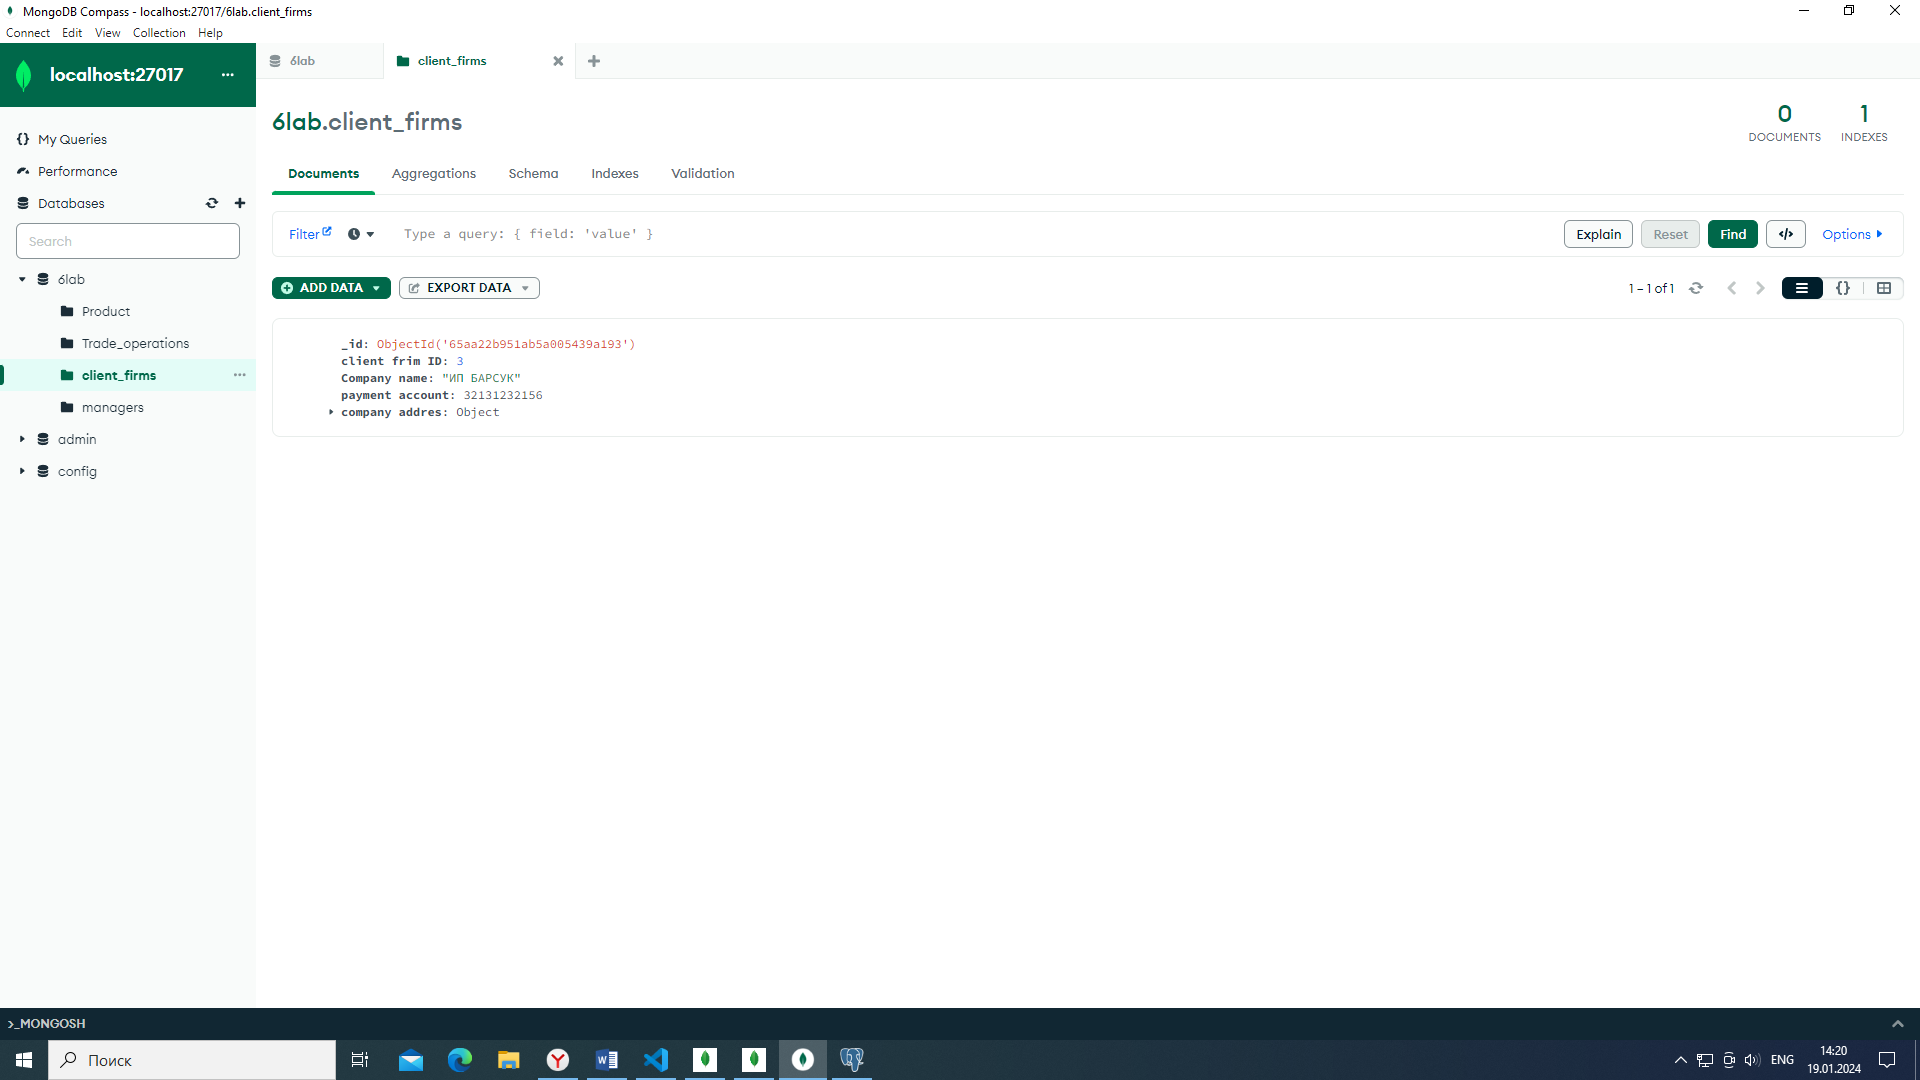 MongoDB Compass - localhost:27017/6lab.client_firms
Connect Edit View Collection Help
localhost:27017
6lab
client_firms
My Queries
Performance
Databases
Search
6lab
Product
Trade_operations
client_firms
managers
admin
config
6lab.client_firms
0
DOCUMENTS
1
INDEXES
Documents Aggregations Schema Indexes Validation
Filter
Type a query: { field: 'value' }
Explain
Reset
Find
</>
Options
ADD DATA
EXPORT DATA
1 – 1 of 1
{}
_id: ObjectId('65aa22b951ab5a005439a193')
client frim ID: 3
Company name: "ИП БАРСУК"
payment account: 32131232156
company addres: Object
>_MONGOSH
Поиск
ENG
14:20
19.01.2024